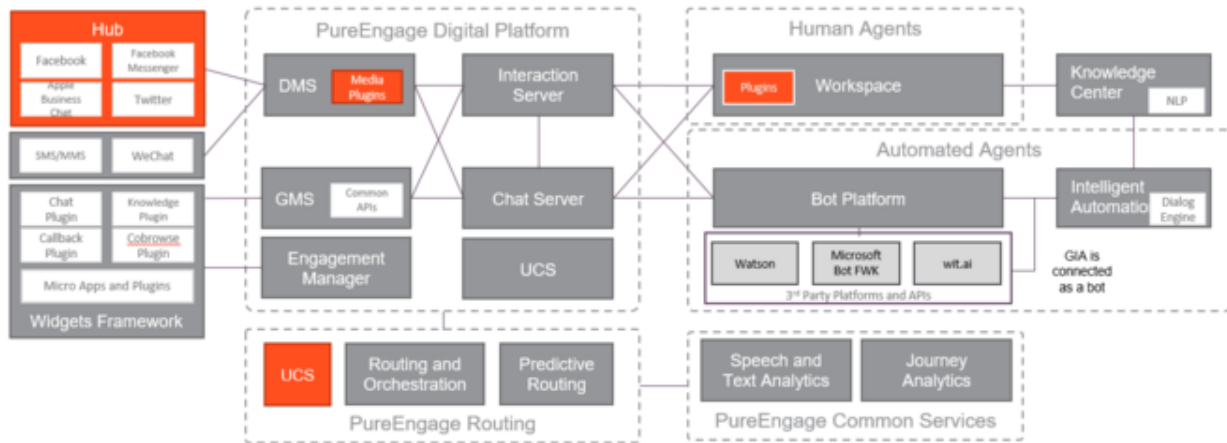 Hub
Facebook
Facebook
Messenger
Apple
Business
Chat
Twitter
SMS/MMS
WeChat
Chat
Plugin
Knowledge
Plugin
Callback
Plugin
Cobrowse
Plugin
Micro Apps and Plugins
Widgets Framework
PureEngage Digital Platform
DMS
Media
Plugins
Interaction
Server
GMS
Common
APIs
Chat Server
Engagement
Manager
UCS
Human Agents
Plugins
Workspace
Knowledge
Center
NLP
Automated Agents
Bot Platform
Intelligent
Automation
Dialog
Engine
Watson
Microsoft
Bot FWK
wit.ai
3rd Party Platforms and APIs
GIA is
connected
as a bot
UCS
Routing and
Orchestration
Predictive
Routing
PureEngage Routing
Speech and
Text Analytics
Journey
Analytics
PureEngage Common Services